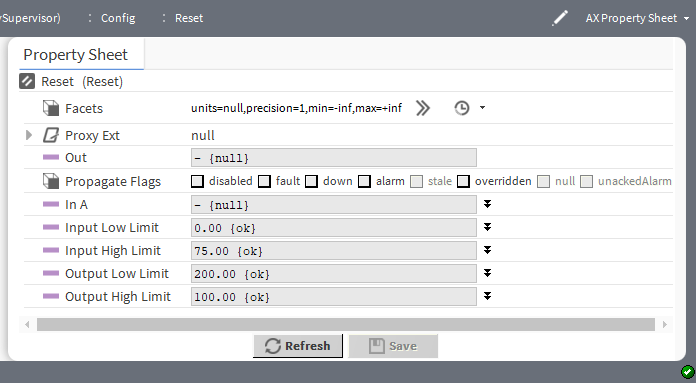 ySupervisor) : Config : Reset AX Property Sheet
Property Sheet
Reset (Reset)
Facets units=null,precision=1,min=-inf,max=+inf
Proxy Ext null
Out - {null}
Propagate Flags disabled fault down alarm stale overridden null unackedAlarm
In A - {null}
Input Low Limit 0.00 {ok}
Input High Limit 75.00 {ok}
Output Low Limit 200.00 {ok}
Output High Limit 100.00 {ok}
Refresh Save